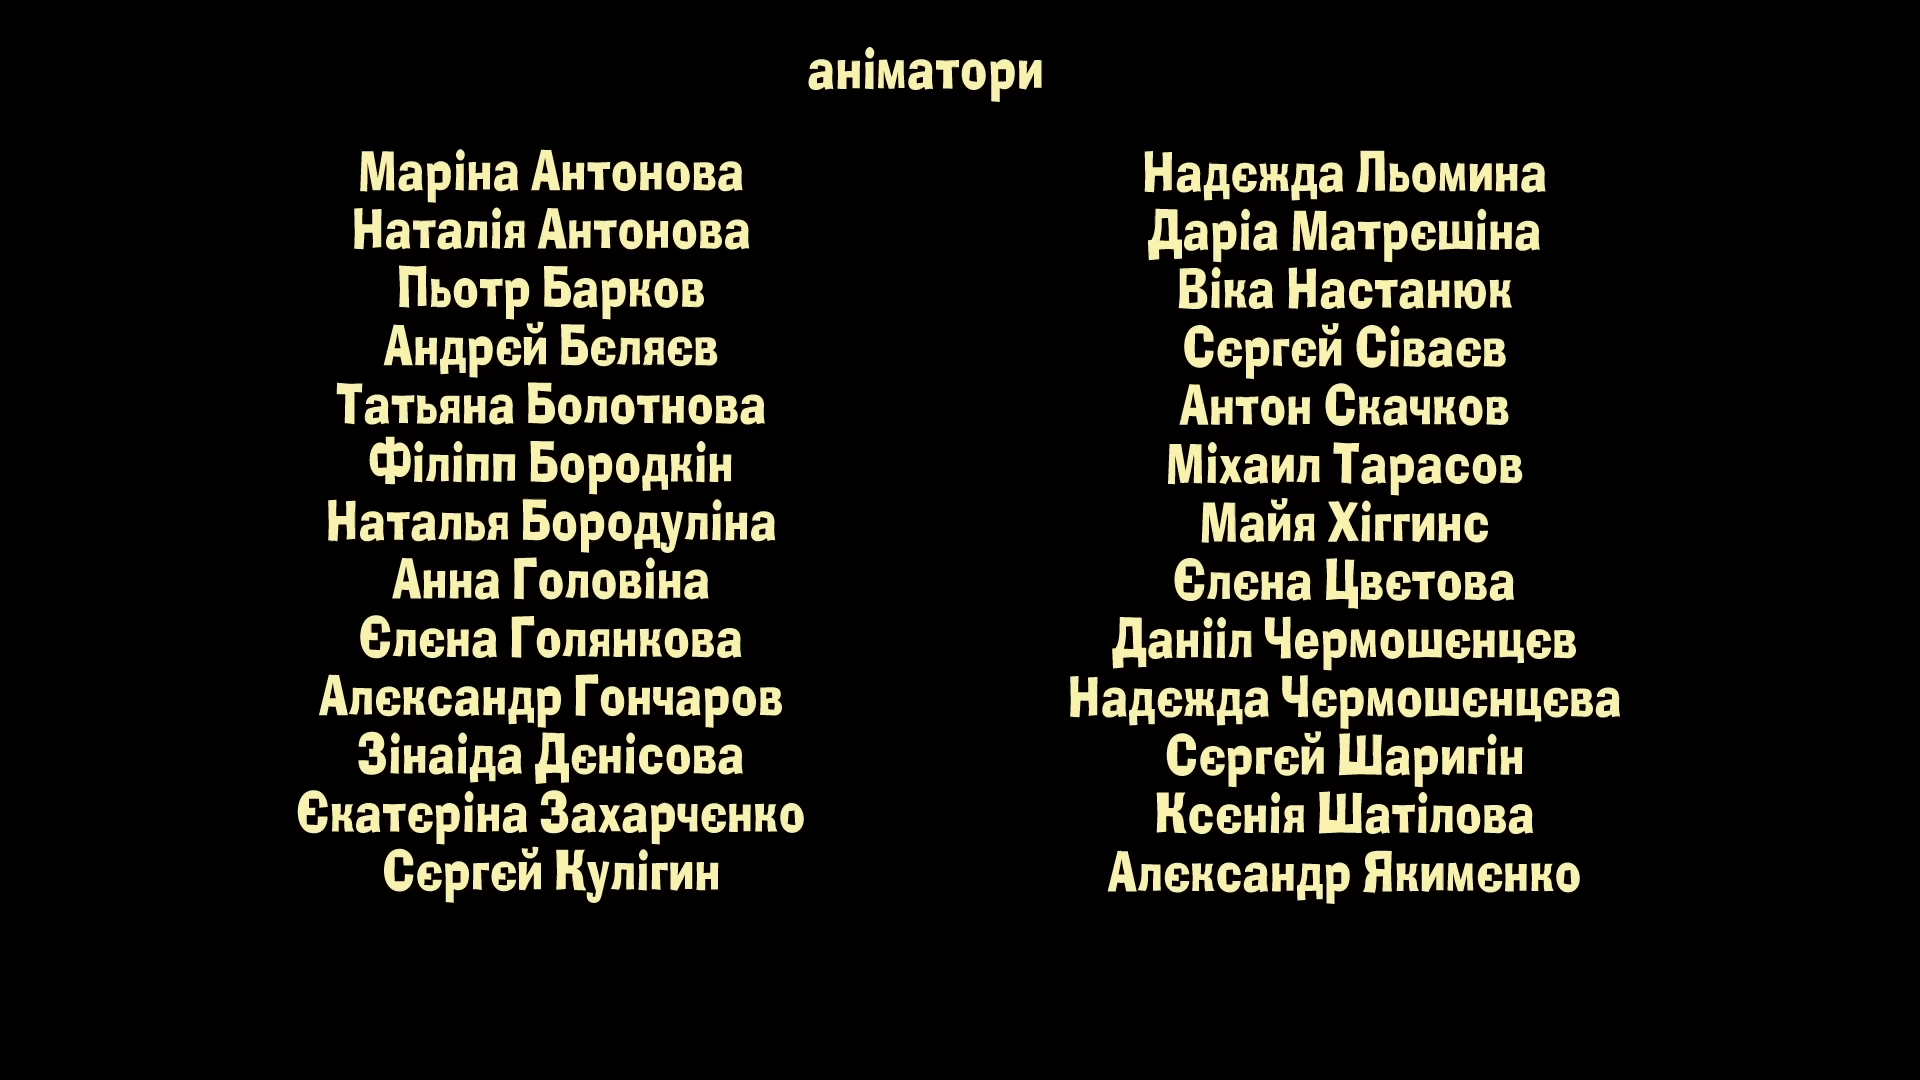 аніматори
Маріна Антонова
Наталія Антонова
Пьотр Барков
Андрєй Бєляєв
Татьяна Болотнова
Філіпп Бородкін
Наталья Бородуліна
Анна Головіна
Єлєна Голянкова
Алєксандр Гончаров
Зінаіда Дєнісова
Єкатєріна Захарчєнко
Сєргєй Кулігин
Надєжда Льомина
Даріа Матрєшіна
Віка Настанюк
Сєргєй Сіваєв
Антон Скачков
Міхаил Тарасов
Майя Хіггинс
Єлєна Цвєтова
Данііл Чермошєнцєв
Надєжда Чєрмошєнцєва
Сєргєй Шаригін
Ксєнія Шатілова
Алєксандр Якимєнко